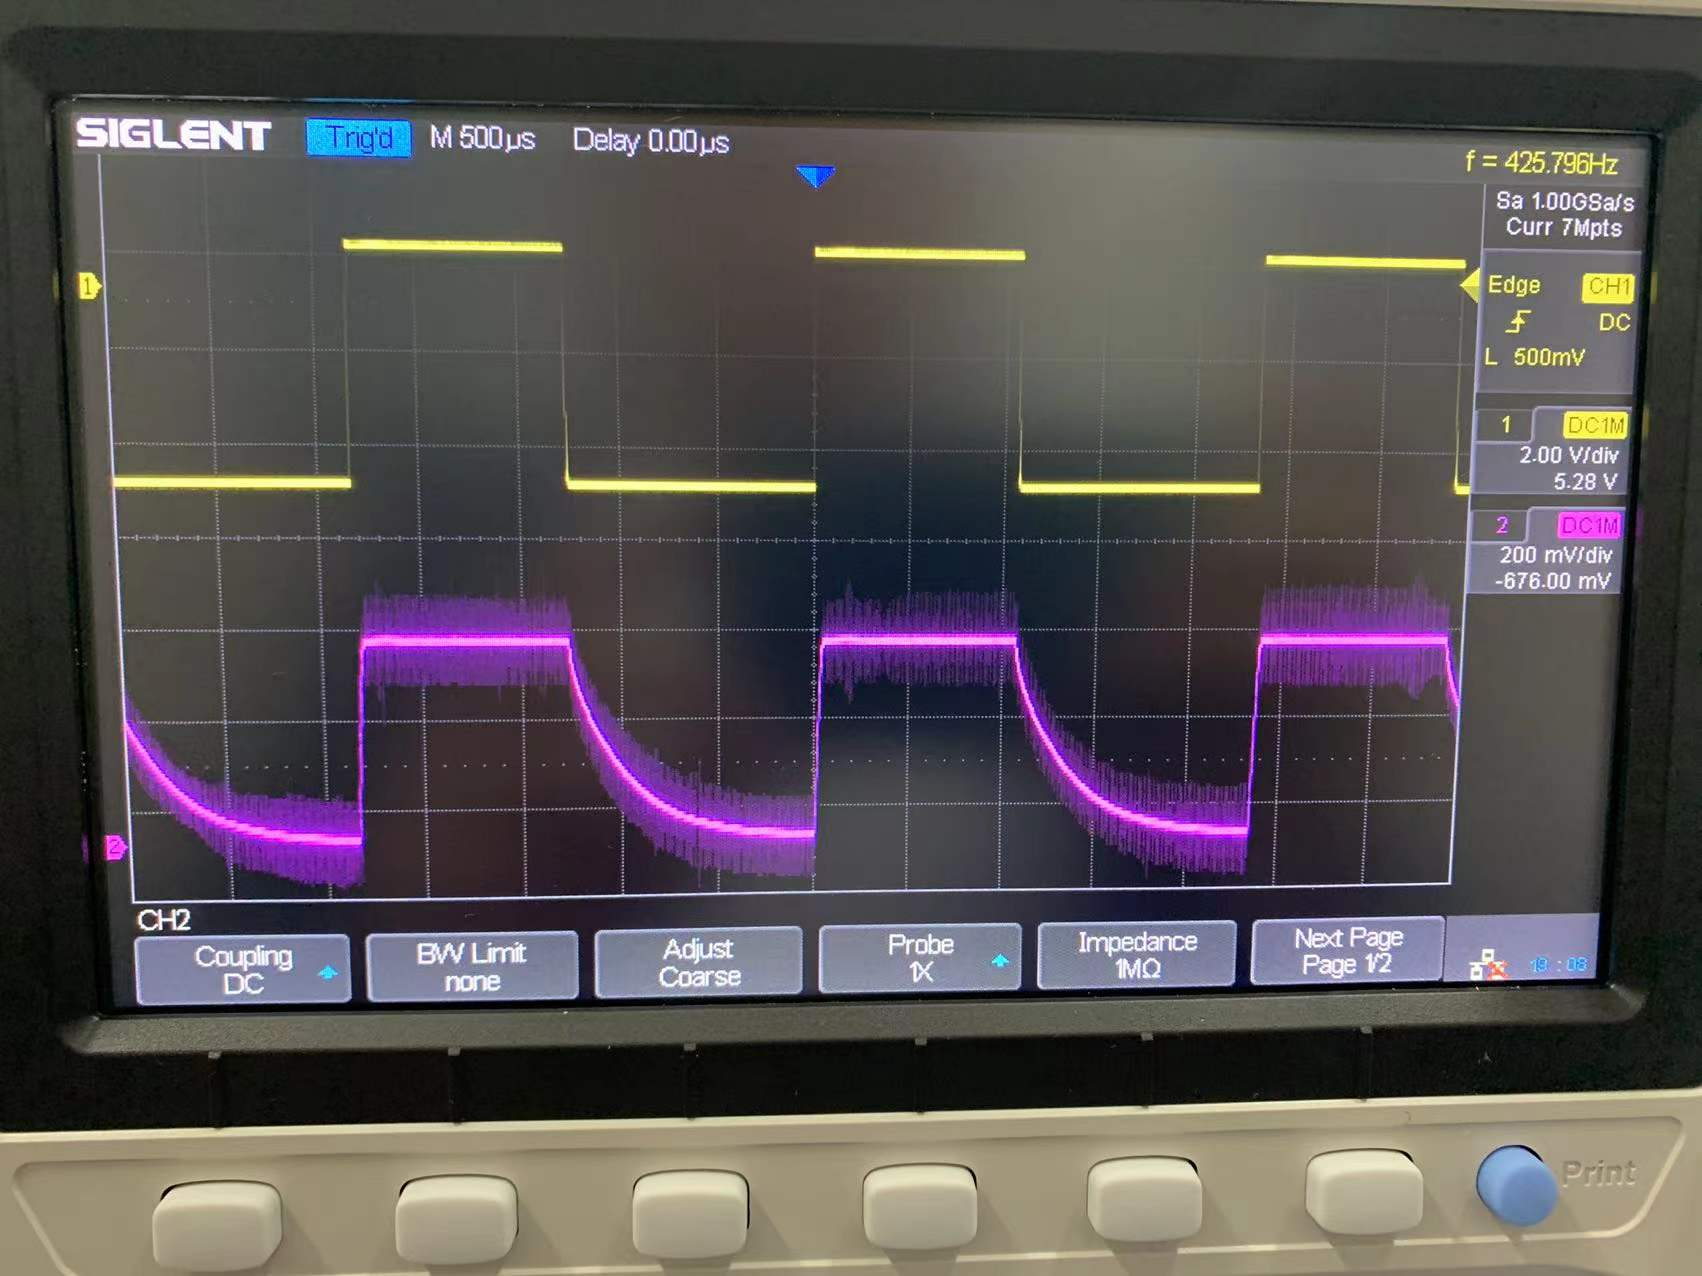 SIGLENT Trig'd M 500µs Delay 0.00µs
f = 425.796Hz
Sa 1.00GSa/s
Curr 7Mpts
1
Edge CH1
DC
L 500mV
1 DC1M
2.00 V/div
5.28 V
2 DC1M
200 mV/div
-676.00 mV
2
CH2
Coupling
DC
BW Limit
none
Adjust
Coarse
Probe
1X
Impedance
1MΩ
Next Page
Page 1/2
19:08
Print